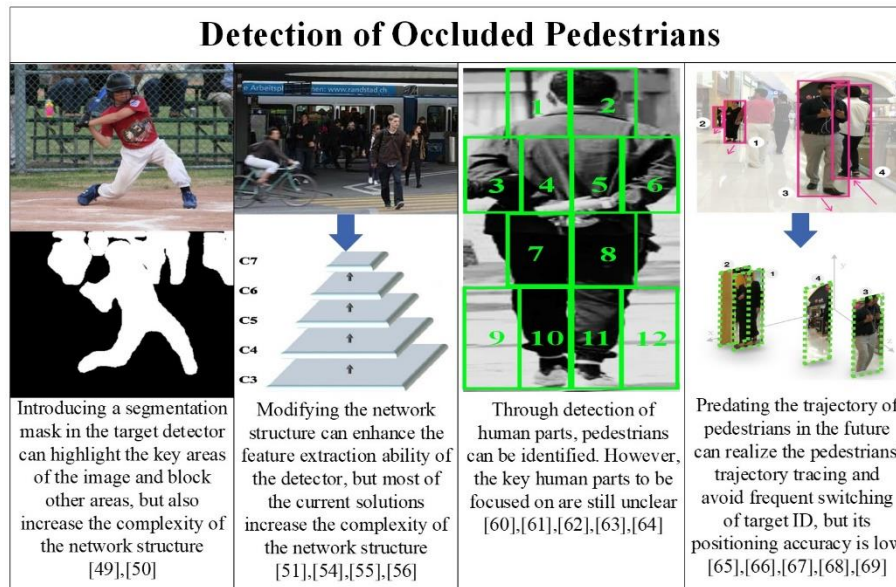 Detection of Occluded Pedestrians
e Arbeitsp
www.randstad.ch
C7
C6
C5
C4
C3
1
2
3
4
5
6
7
8
9
10
11
12
2
1
3
4
2
1
4
3
Introducing a segmentation
mask in the target detector
can highlight the key areas
of the image and block
other areas, but also
increase the complexity of
the network structure
[49],[50]
Modifying the network
structure can enhance the
feature extraction ability of
the detector, but most of
the current solutions
increase the complexity of
the network structure
[51],[54],[55],[56]
Through detection of
human parts, pedestrians
can be identified. However,
the key human parts to be
focused on are still unclear
[60],[61],[62],[63],[64]
Predating the trajectory of
pedestrians in the future
can realize the pedestrians
trajectory tracing and
avoid frequent switching
of target ID, but its
positioning accuracy is low
[65],[66],[67],[68],[69]